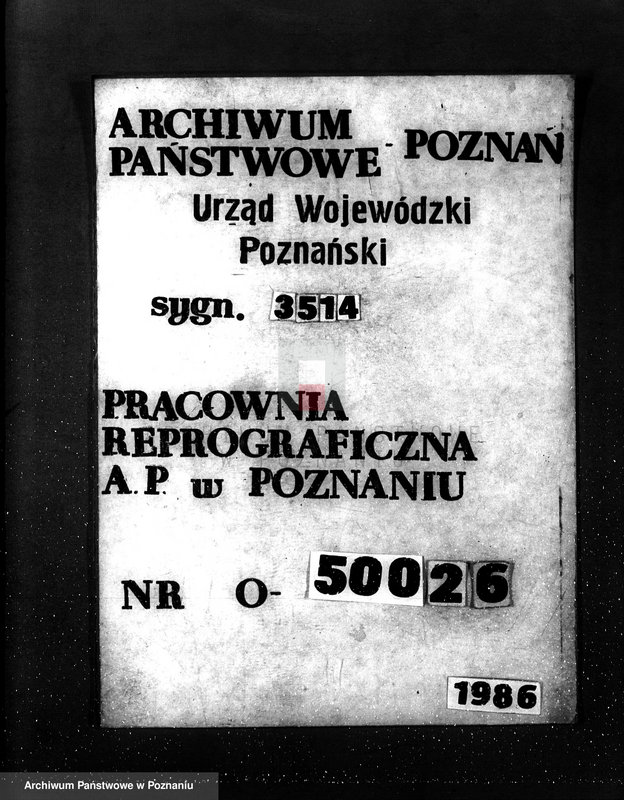 ARCHIWUM
PAŃSTWOWE - POZNAŃ
Urząd Wojewódzki
Poznański
sygn. 3514
PRACOWNIA
REPROGRAFICZNA
A.P. w POZNANIU
NR O- 50026
1986
Archiwum Państwowe w Poznaniu